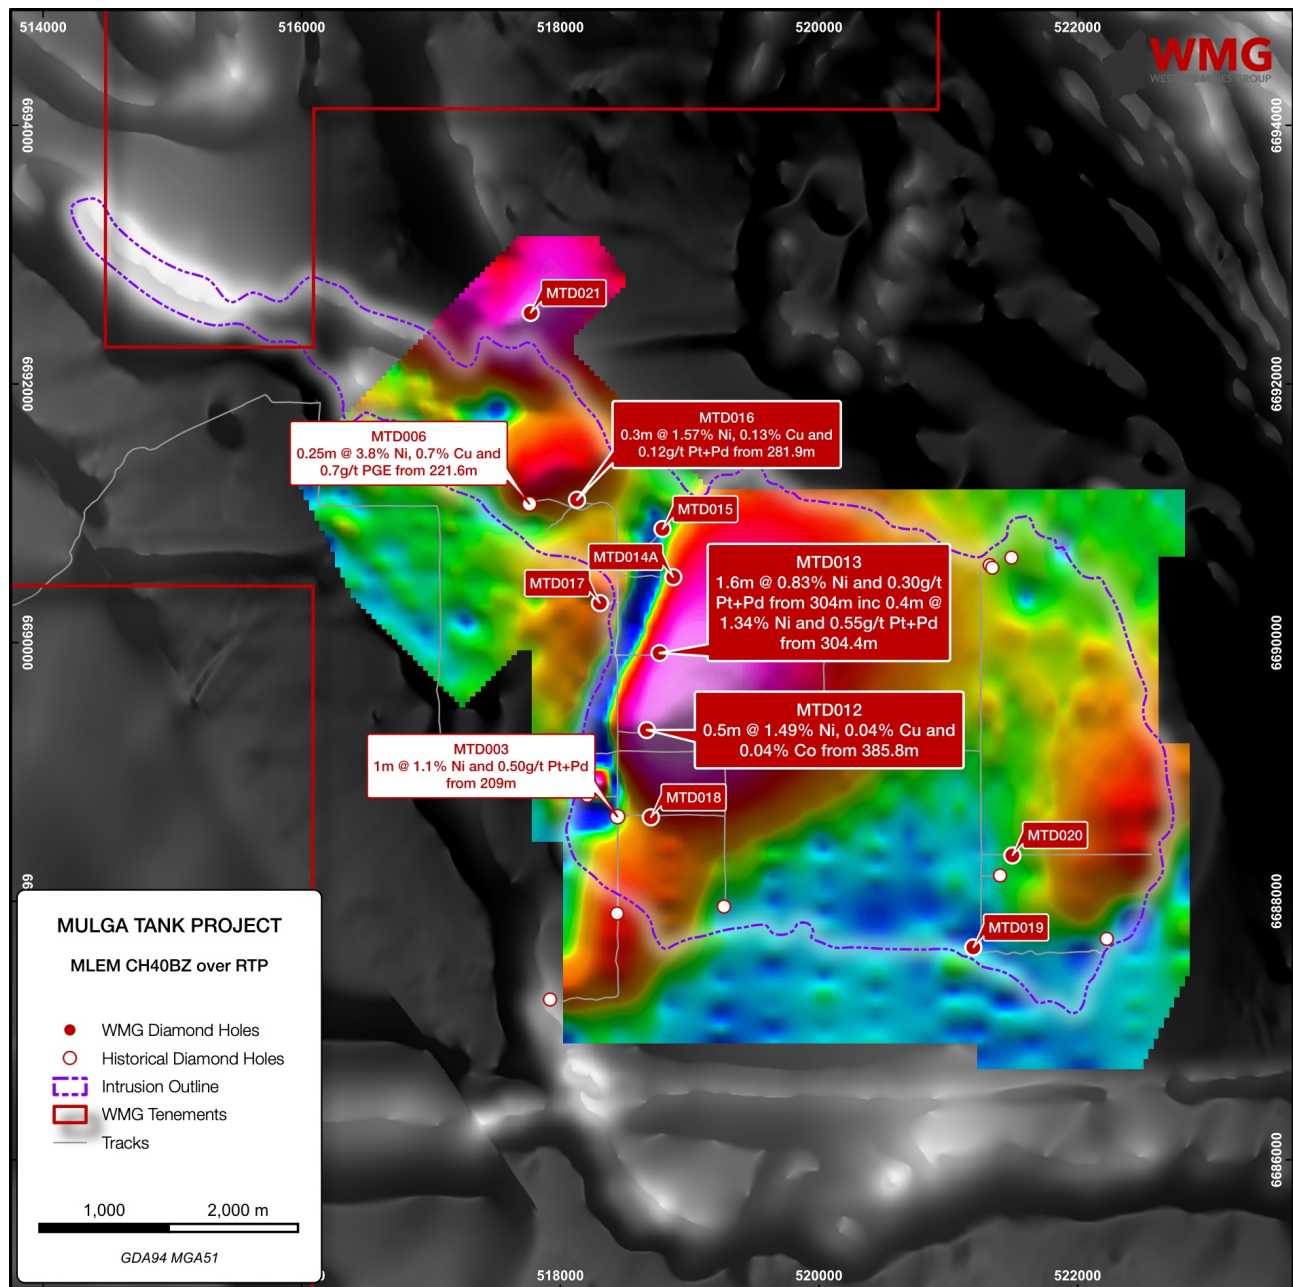 514000
516000
518000
520000
522000
WMG
WESTERN MINES GROUP
6694000
6694000
MTD021
6692000
6692000
MTD016
0.3m @ 1.57% Ni, 0.13% Cu and
0.12g/t Pt+Pd from 281.9m
MTD006
0.25m @ 3.8% Ni, 0.7% Cu and
0.7g/t PGE from 221.6m
MTD015
MTD014A
MTD017
MTD013
1.6m @ 0.83% Ni and 0.30g/t
Pt+Pd from 304m inc 0.4m @
1.34% Ni and 0.55g/t Pt+Pd
from 304.4m
6690000
6690000
MTD012
0.5m @ 1.49% Ni, 0.04% Cu and
0.04% Co from 385.8m
MTD003
1m @ 1.1% Ni and 0.50g/t Pt+Pd
from 209m
MTD018
MTD020
66
6688000
MTD019
MULGA TANK PROJECT
MLEM CH40BZ over RTP
WMG Diamond Holes
Historical Diamond Holes
Intrusion Outline
WMG Tenements
Tracks
1,000
2,000 m
GDA94 MGA51
6686000
0
518000
520000
522000